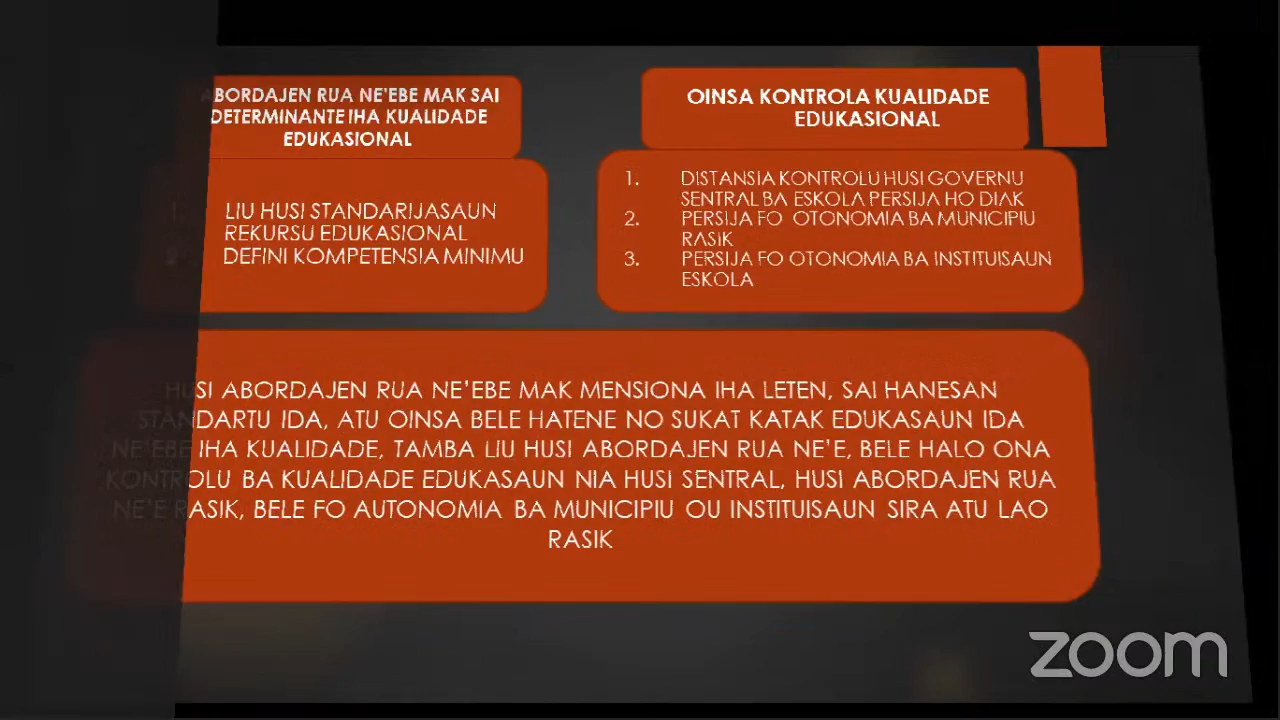 ABORDAJEN RUA NE'EBE MAK SAI
DETERMINANTE IHA KUALIDADE
EDUKASIONAL
1. LIU HUSI STANDARIJASAUN
REKURSU EDUKASIONAL
DEFINI KOMPETENSIA MINIMU
OINSA KONTROLA KUALIDADE
EDUKASIONAL
1. DISTANSIA KONTROLU HUSI GOVERNU
SENTRAL BA ESKOLA PERSIJA HO DIAK
2. PERSIJA FO OTONOMIA BA MUNICIPIU
RASIK
3. PERSIJA FO OTONOMIA BA INSTITUISAUN
ESKOLA
HUSI ABORDAJEN RUA NE'EBE MAK MENSIONA IHA LETEN, SAI HANESAN
STANDARTU IDA, ATU OINSA BELE HATENE NO SUKAT KATAK EDUKASAUN IDA
NE'EBE IHA KUALIDADE, TAMBA LIU HUSI ABORDAJEN RUA NE'E, BELE HALO ONA
KONTROLU BA KUALIDADE EDUKASAUN NIA HUSI SENTRAL, HUSI ABORDAJEN RUA
NE'E RASIK, BELE FO AUTONOMIA BA MUNICIPIU OU INSTITUISAUN SIRA ATU LAO
RASIK
zoom